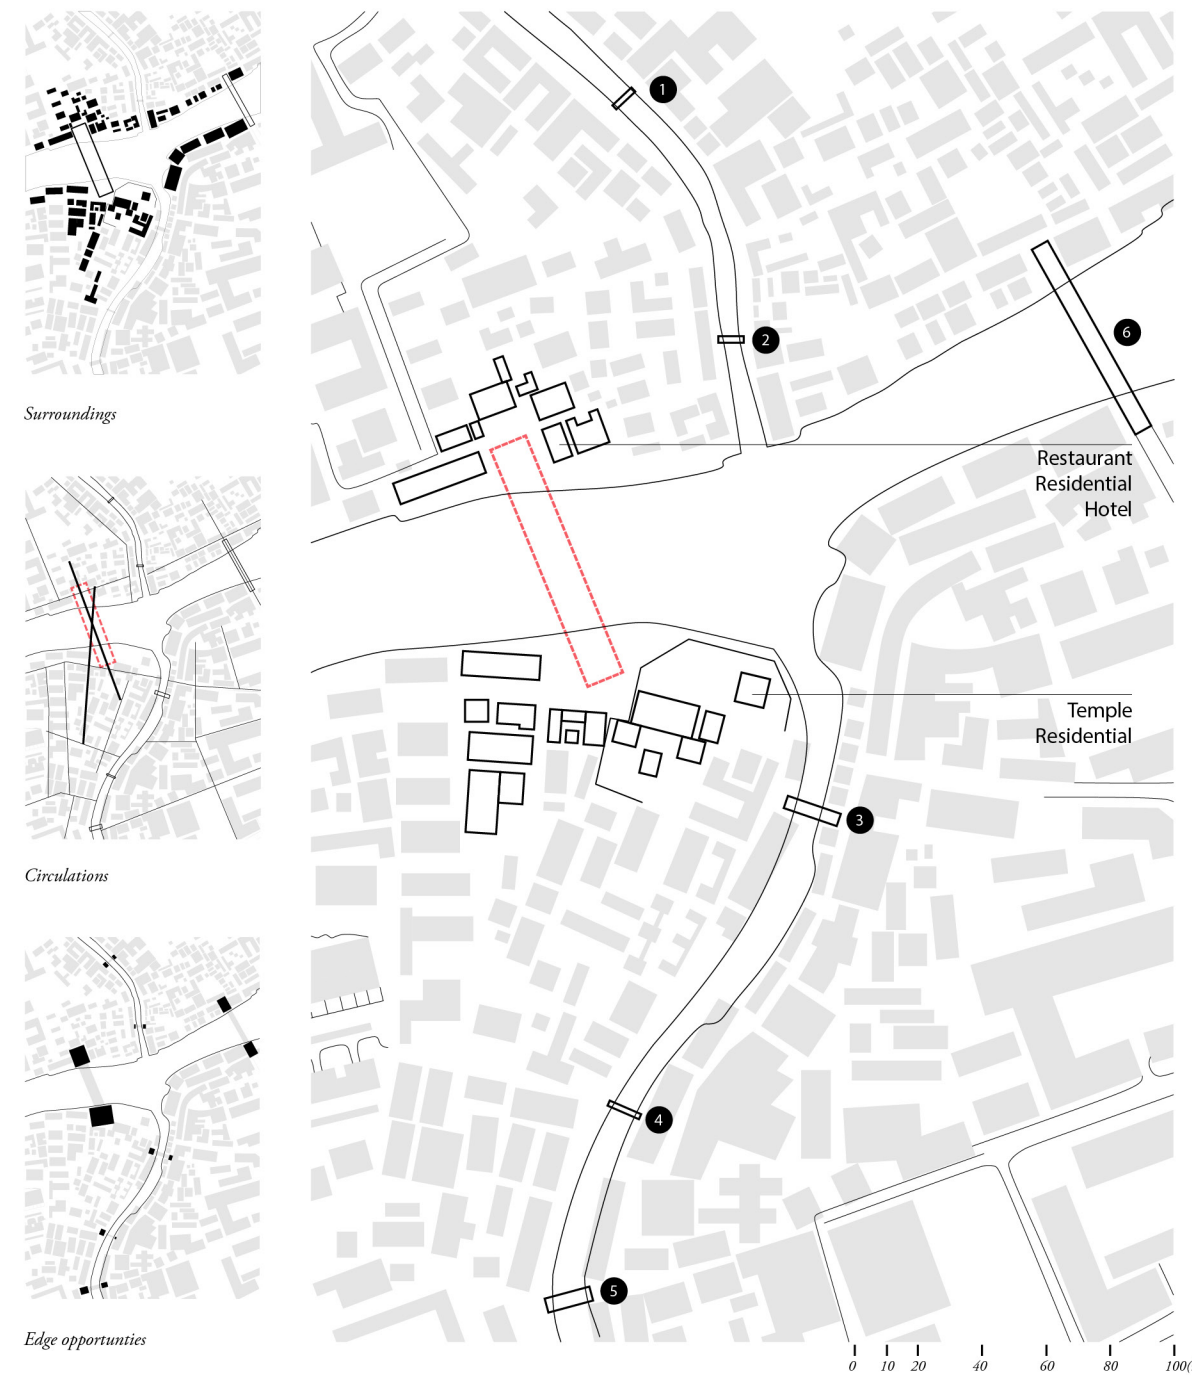 Surroundings
Circulations
Edge opportunties
1
2
6
Restaurant
Residential
Hotel
Temple
Residential
3
4
5
0 10 20 40 60 80 100(